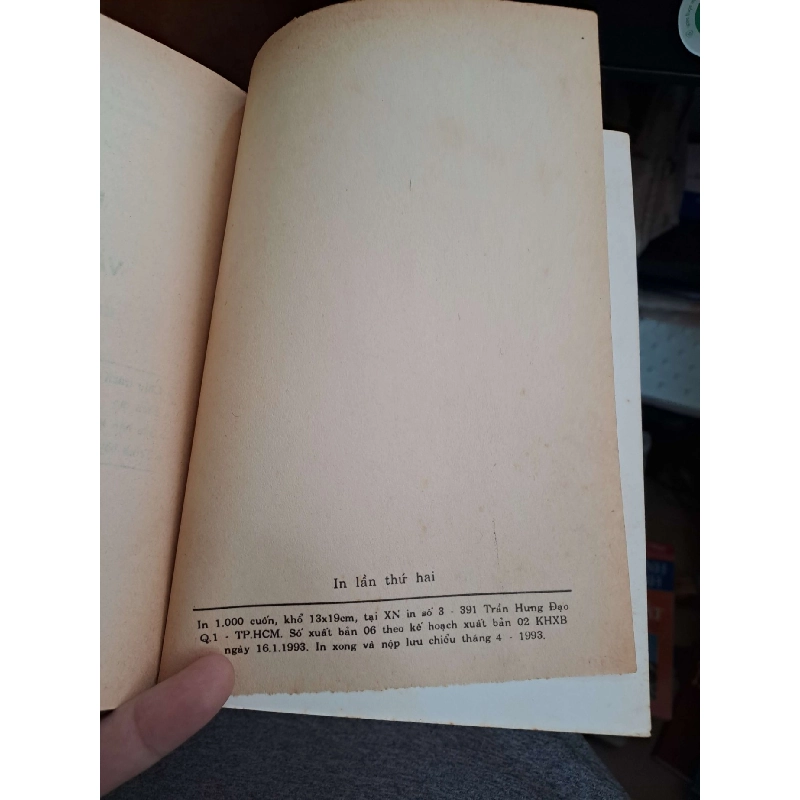 In lần thứ hai
In 1.000 cuốn, khổ 13x19cm, tại XN in số 3 - 391 Trần Hưng Đạo
Q.1 - TP.HCM. Số xuất bản 06 theo kế hoạch xuất bản 02 KHXB
ngày 16.1.1993. In xong và nộp lưu chiểu tháng 4 - 1993.